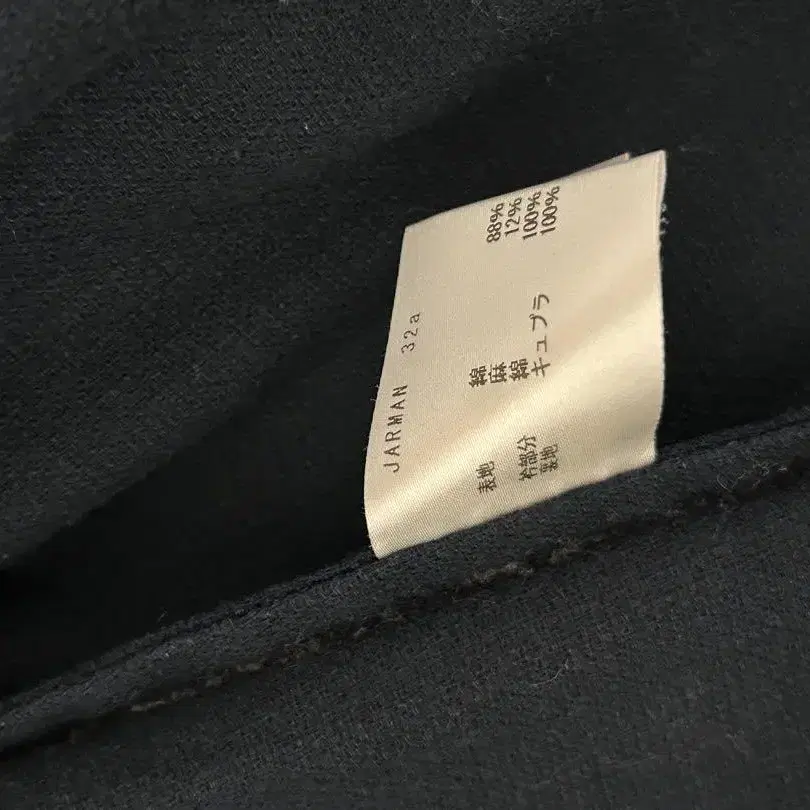 JARMAN 32a
表地 綿 88%
麻 12%
衿部分 綿 100%
裏地 キュプラ 100%